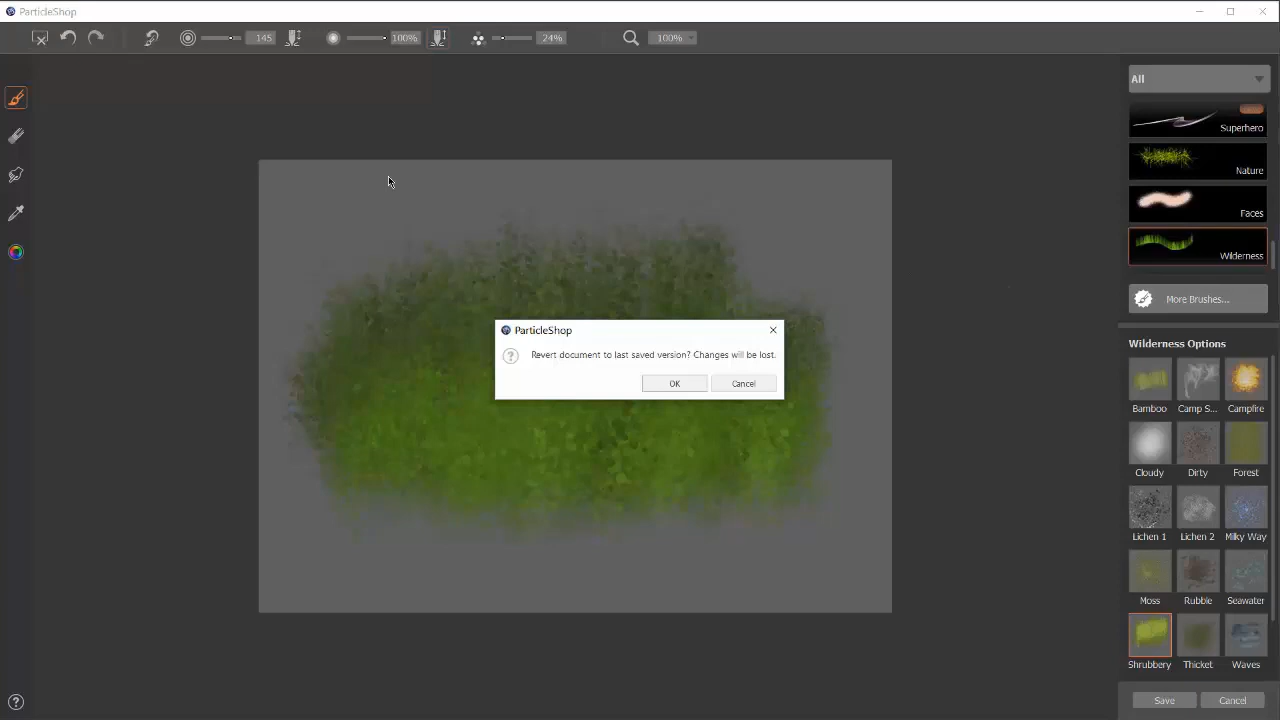 ParticleShop
145
100%
24%
100%
All
Superhero
Nature
Faces
Wilderness
More Brushes...
ParticleShop
Revert document to last saved version? Changes will be lost.
OK
Cancel
Wilderness Options
Bamboo
Camp S...
Campfire
Cloudy
Dirty
Forest
Lichen 1
Lichen 2
Milky Way
Moss
Rubble
Seawater
Shrubbery
Thicket
Waves
Save
Cancel